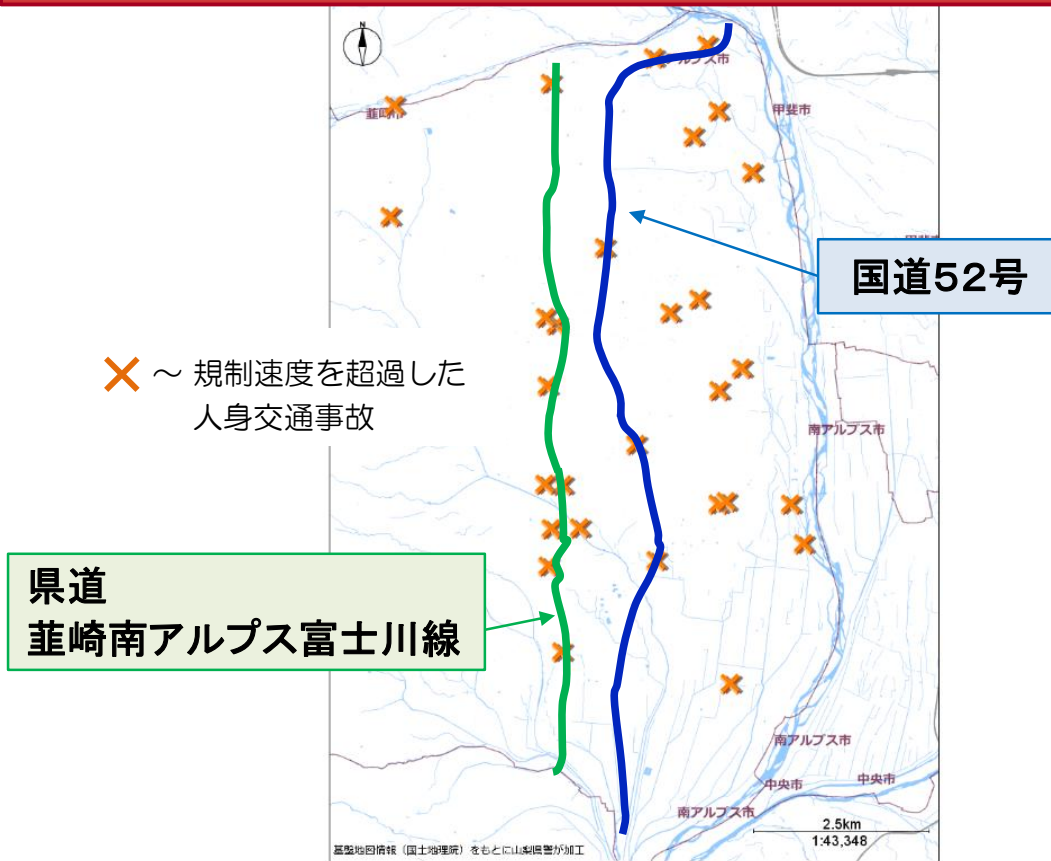 N
アルプス市
韮崎市
甲斐市
国道52号
～ 規制速度を超過した
人身交通事故
南アルプス市
県道
韮崎南アルプス富士川線
南アルプス市
中央市
中央市
南アルプス市
2.5km
1:43,348
基盤地図情報（国土地理院）をもとに山梨県警が加工